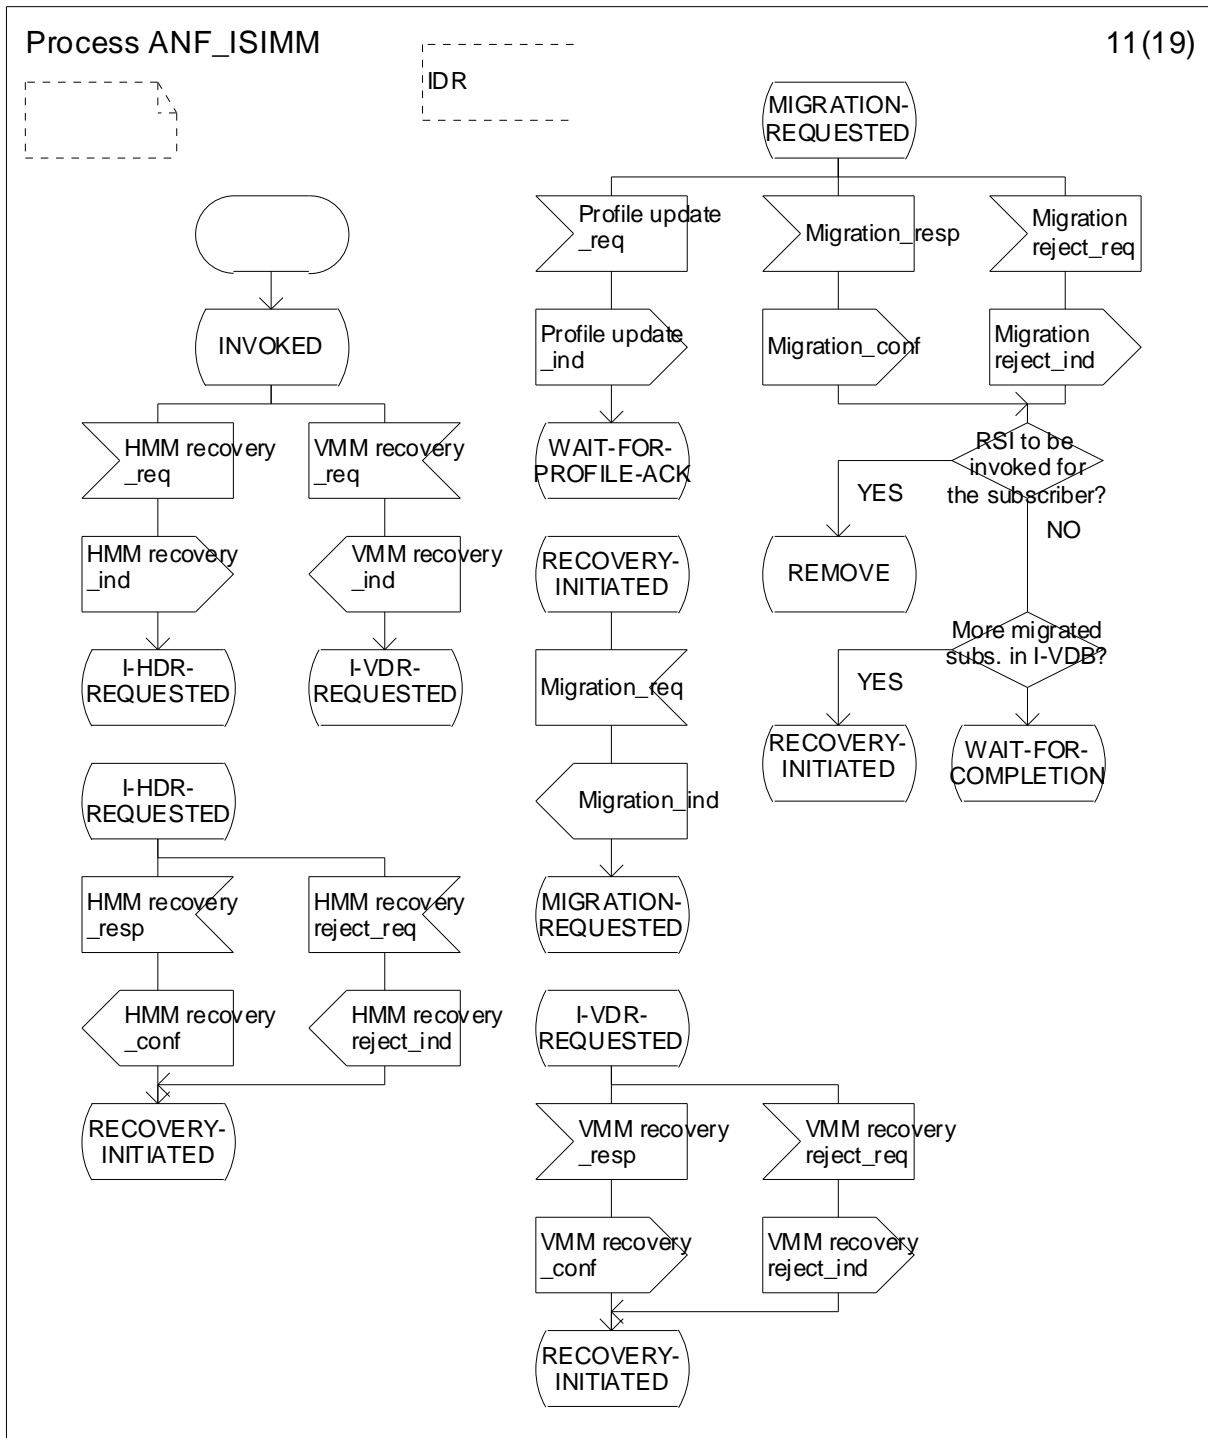 Process ANF_ISIMM
IDR
11(19)
INVOKED
HMM recovery
_req
VMM recovery
_req
HMM recovery
_ind
VMM recovery
_ind
I-HDR-
REQUESTED
I-VDR-
REQUESTED
I-HDR-
REQUESTED
HMM recovery
_resp
HMM recovery
reject_req
HMM recovery
_conf
HMM recovery
reject_ind
RECOVERY-
INITIATED
MIGRATION-
REQUESTED
Profile update
_req
Migration_resp
Migration
reject_req
Profile update
_ind
Migration_conf
Migration
reject_ind
WAIT-FOR-
PROFILE-ACK
RSI to be
invoked for
the subscriber?
YES
NO
REMOVE
More migrated
subs. in I-VDB?
YES
RECOVERY-
INITIATED
WAIT-FOR-
COMPLETION
RECOVERY-
INITIATED
Migration_req
Migration_ind
MIGRATION-
REQUESTED
I-VDR-
REQUESTED
VMM recovery
_resp
VMM recovery
reject_req
VMM recovery
_conf
VMM recovery
reject_ind
RECOVERY-
INITIATED